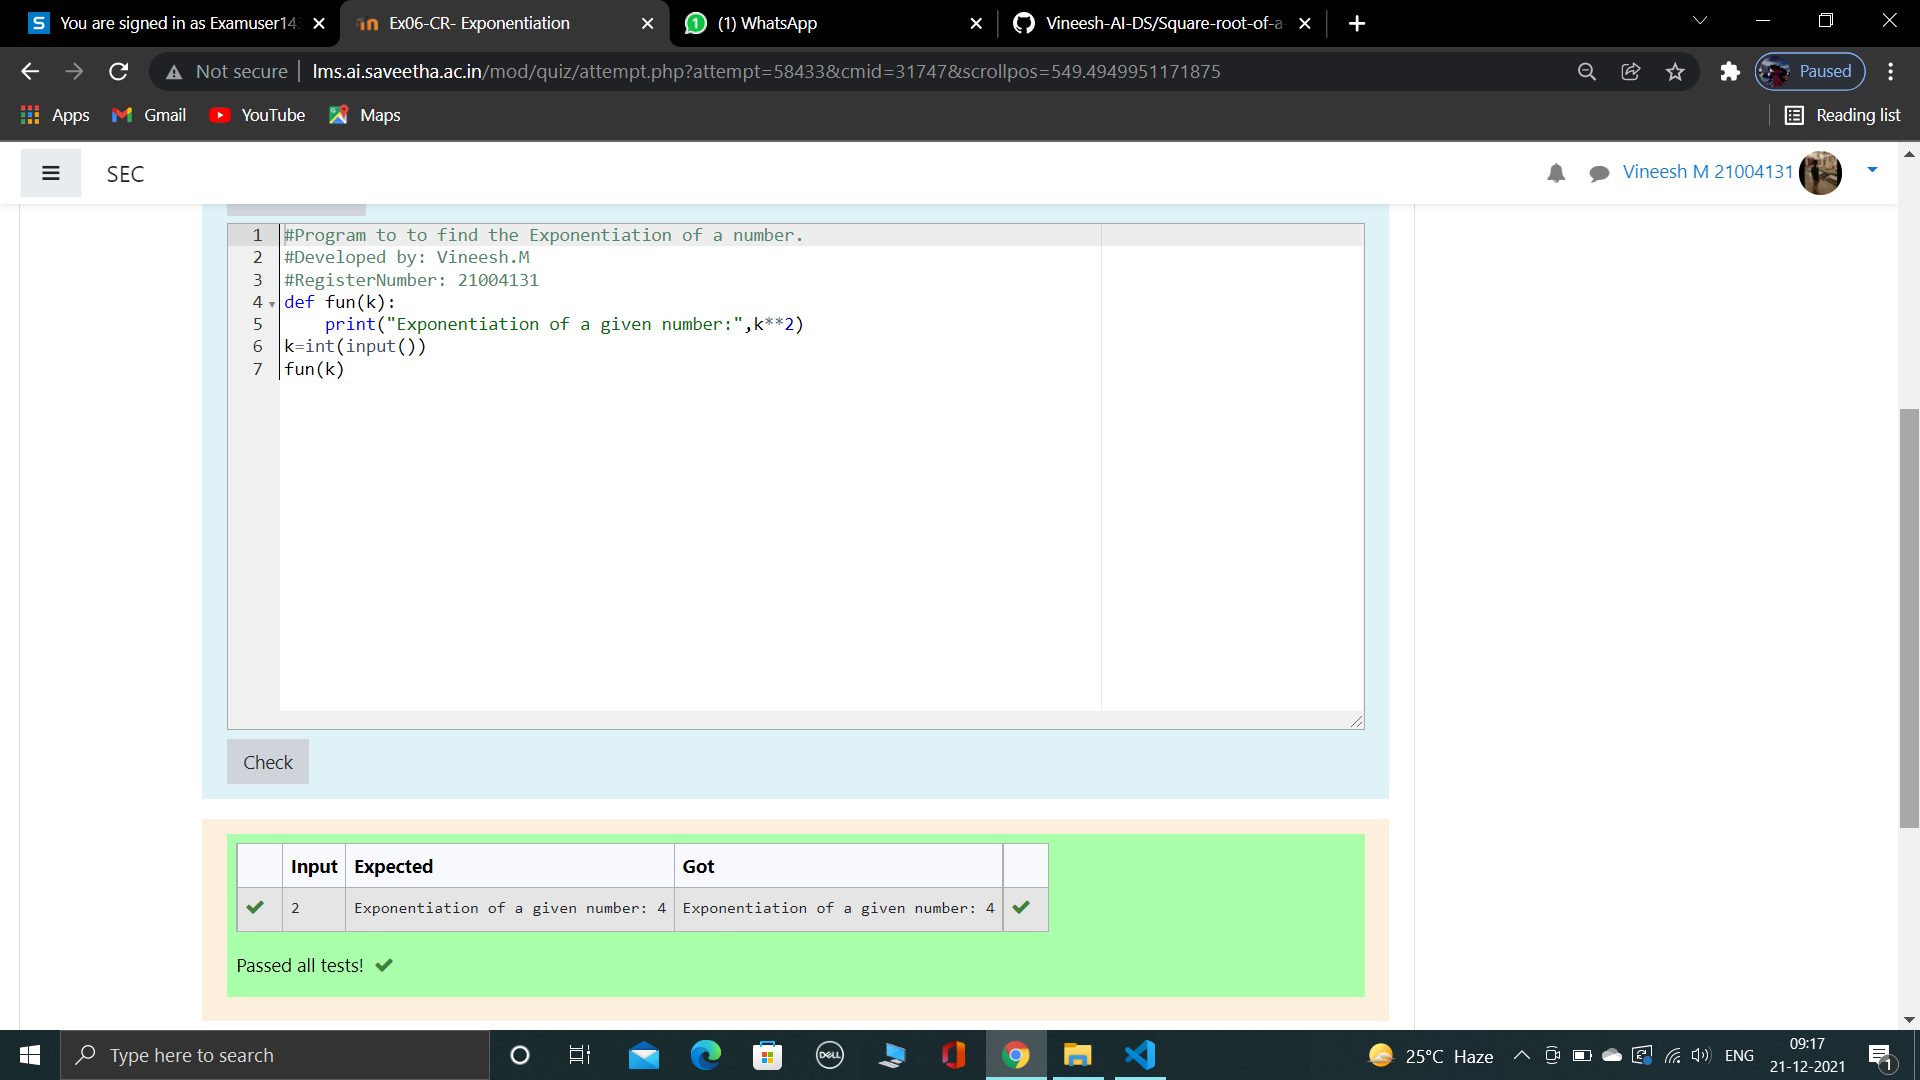 You are signed in as Examuser14
Ex06-CR- Exponentiation
(1) WhatsApp
Vineesh-AI-DS/Square-root-of-a
Not secure
lms.ai.saveetha.ac.in/mod/quiz/attempt.php?attempt=58433&cmid=31747&scrollpos=549.4949951171875
Paused
Apps
Gmail
YouTube
Maps
Reading list
SEC
Vineesh M 21004131
1 #Program to to find the Exponentiation of a number.
2 #Developed by: Vineesh.M
3 #RegisterNumber: 21004131
4 def fun(k):
5     print("Exponentiation of a given number:",k**2)
6 k=int(input())
7 fun(k)
Check
Input Expected Got
2 Exponentiation of a given number: 4 Exponentiation of a given number: 4
Passed all tests!
Type here to search
DELL
25°C Haze
ENG
09:17
21-12-2021
1